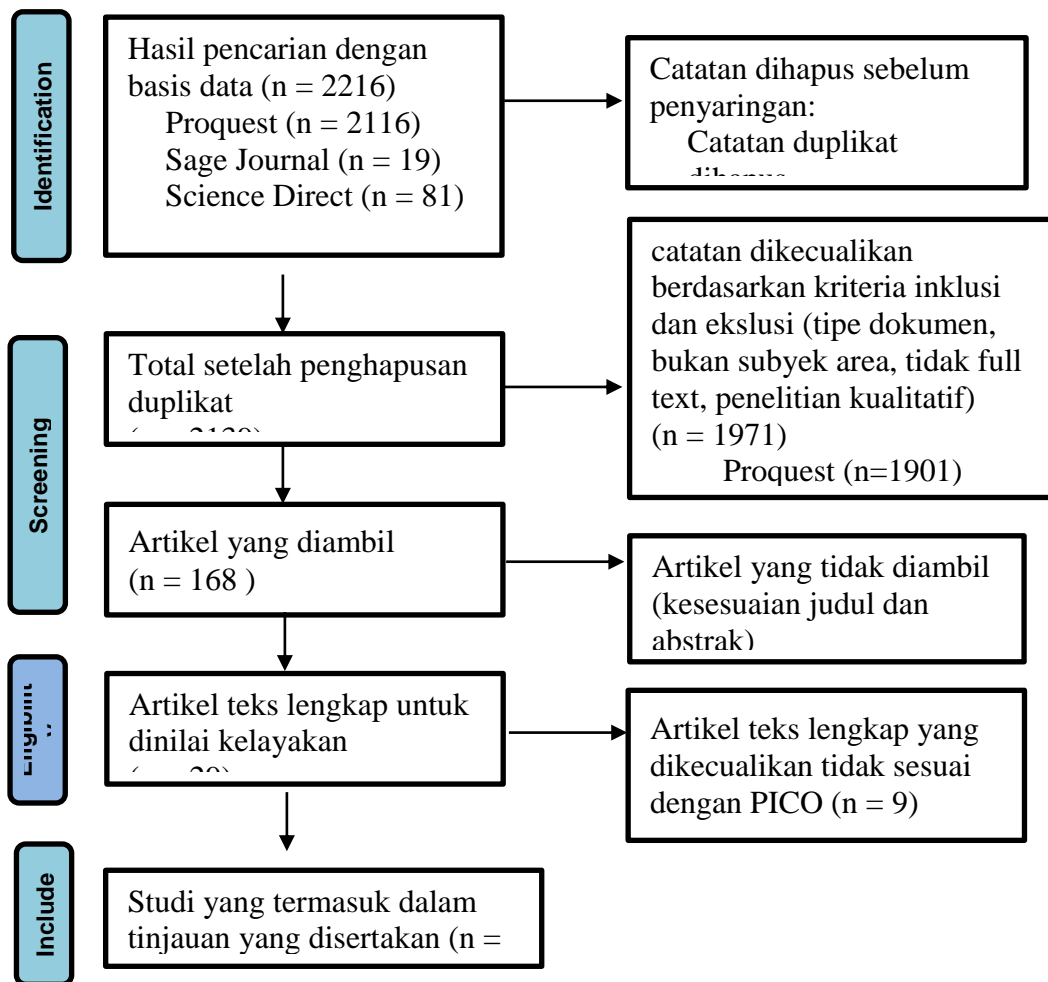 Identification
Hasil pencarian dengan
basis data (n = 2216)
Proquest (n = 2116)
Sage Journal (n = 19)
Science Direct (n = 81)
Catatan dihapus sebelum
penyaringan:
Catatan duplikat
dihapus
Screening
Total setelah penghapusan
duplikat
catatan dikecualikan
berdasarkan kriteria inklusi
dan ekslusi (tipe dokumen,
bukan subyek area, tidak full
text, penelitian kualitatif)
(n = 1971)
Proquest (n=1901)
Artikel yang diambil
(n = 168 )
Artikel yang tidak diambil
(kesesuaian judul dan
abstrak)
Artikel teks lengkap untuk
dinilai kelayakan
Artikel teks lengkap yang
dikecualikan tidak sesuai
dengan PICO (n = 9)
Include
Studi yang termasuk dalam
tinjauan yang disertakan (n =